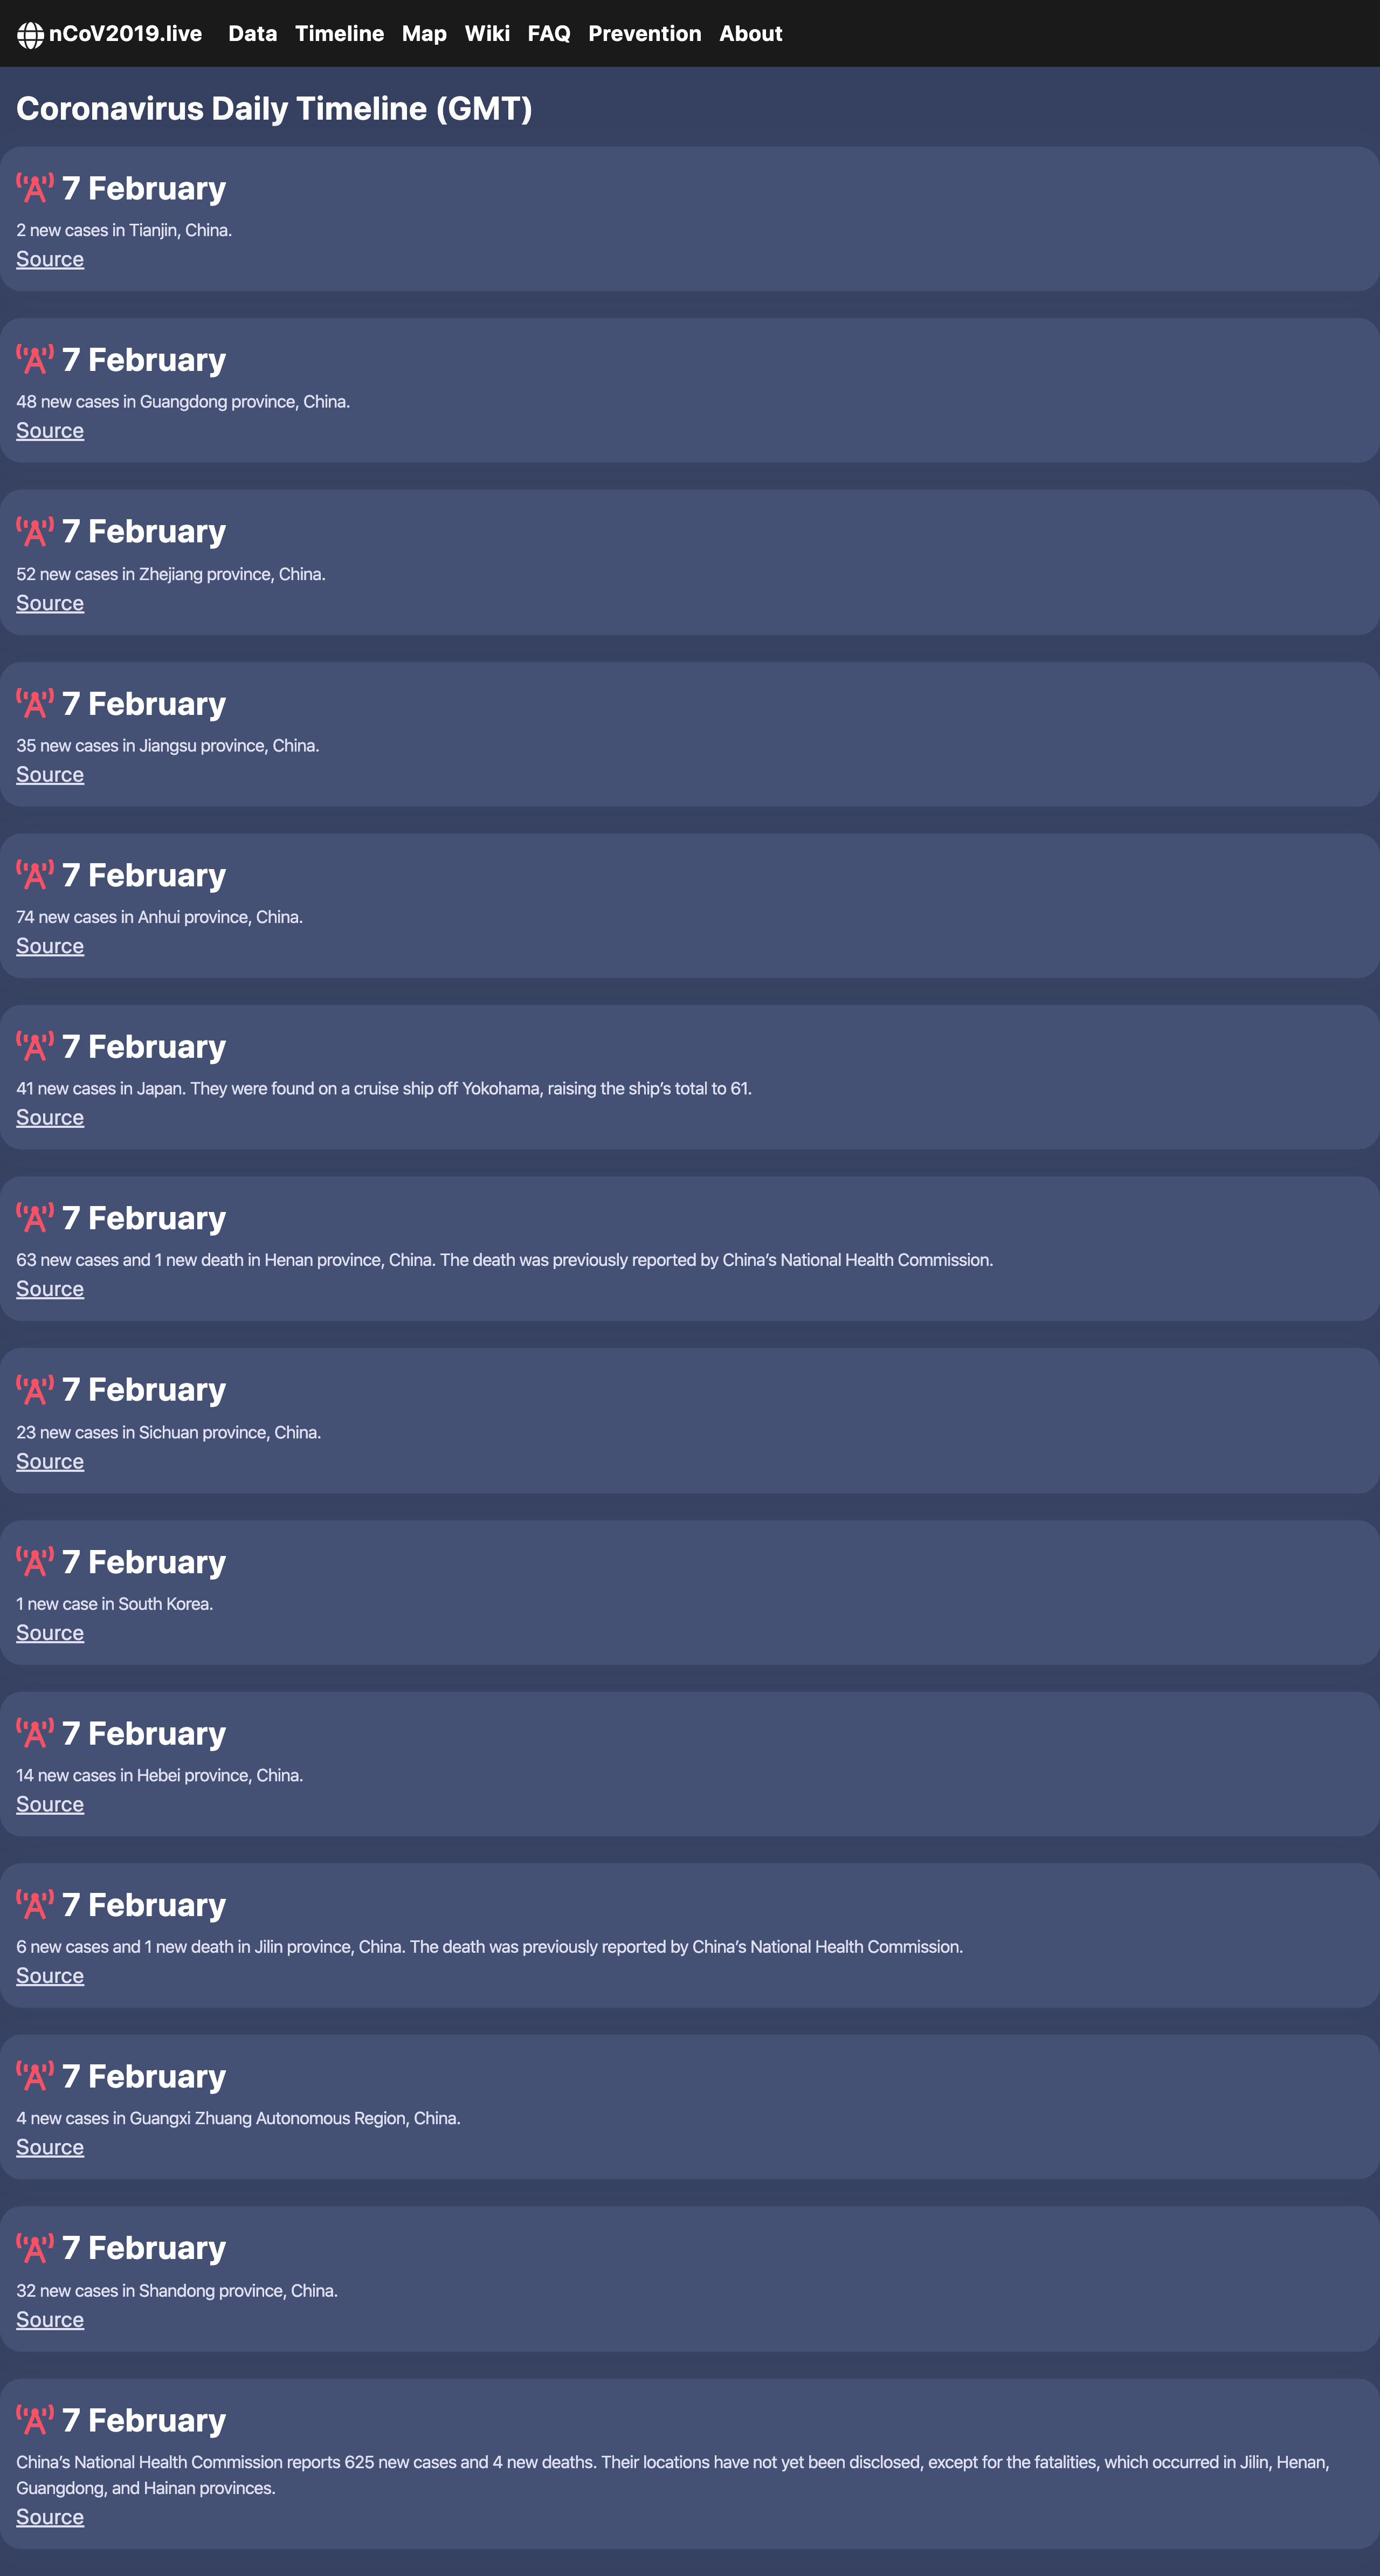 nCoV2019.live Data Timeline Map Wiki FAQ Prevention About
Coronavirus Daily Timeline (GMT)
7 February
2 new cases in Tianjin, China.
Source
7 February
48 new cases in Guangdong province, China.
Source
7 February
52 new cases in Zhejiang province, China.
Source
7 February
35 new cases in Jiangsu province, China.
Source
7 February
74 new cases in Anhui province, China.
Source
7 February
41 new cases in Japan. They were found on a cruise ship off Yokohama, raising the ship’s total to 61.
Source
7 February
63 new cases and 1 new death in Henan province, China. The death was previously reported by China’s National Health Commission.
Source
7 February
23 new cases in Sichuan province, China.
Source
7 February
1 new case in South Korea.
Source
7 February
14 new cases in Hebei province, China.
Source
7 February
6 new cases and 1 new death in Jilin province, China. The death was previously reported by China’s National Health Commission.
Source
7 February
4 new cases in Guangxi Zhuang Autonomous Region, China.
Source
7 February
32 new cases in Shandong province, China.
Source
7 February
China’s National Health Commission reports 625 new cases and 4 new deaths. Their locations have not yet been disclosed, except for the fatalities, which occurred in Jilin, Henan,
Guangdong, and Hainan provinces.
Source